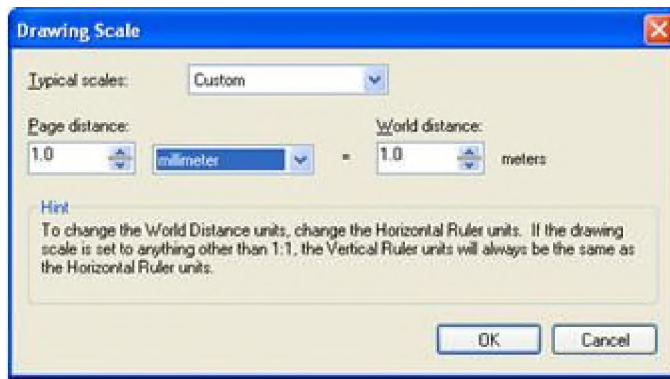 Drawing Scale
Typical scales: Custom
Page distance: World distance:
1.0 millimeter = 1.0 meters
Hint
To change the World Distance units, change the Horizontal Ruler units. If the drawing
scale is set to anything other than 1:1, the Vertical Ruler units will always be the same as
the Horizontal Ruler units.
OK Cancel